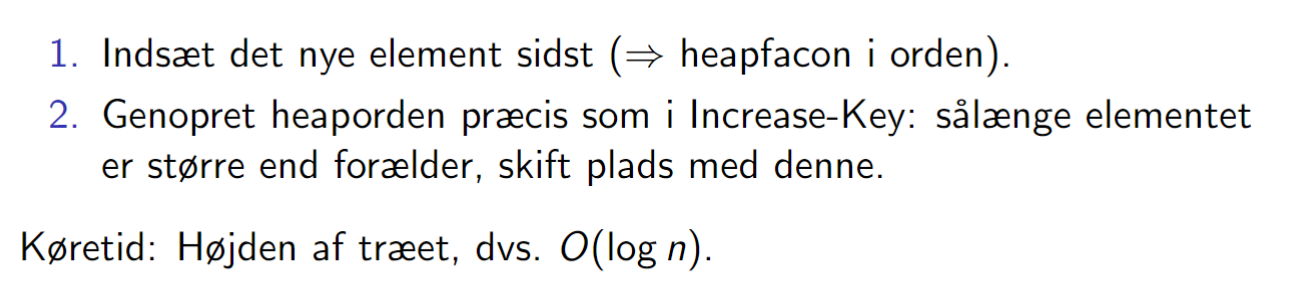 1. Indsæt det nye element sidst (⇒ heapfacon i orden).
2. Genopret heaporden præcis som i Increase-Key: sålænge elementet
er større end forælder, skift plads med denne.
Køretid: Højden af træet, dvs. O(log n).